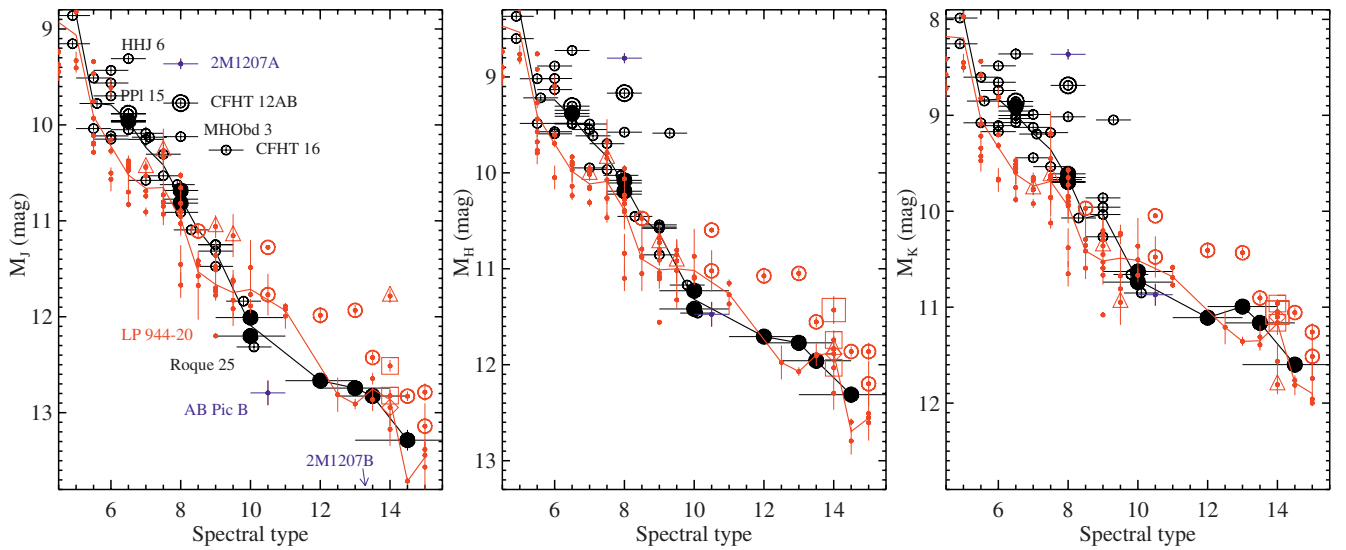 9
10
11
12
13
M_J (mag)
HHJ 6
2M1207A
PPl 15
CFHT 12AB
MHObd 3
CFHT 16
LP 944-20
Roque 25
AB Pic B
2M1207B
6 8 10 12 14
Spectral type
9
10
11
12
13
M_H (mag)
6 8 10 12 14
Spectral type
8
9
10
11
12
M_K (mag)
6 8 10 12 14
Spectral type